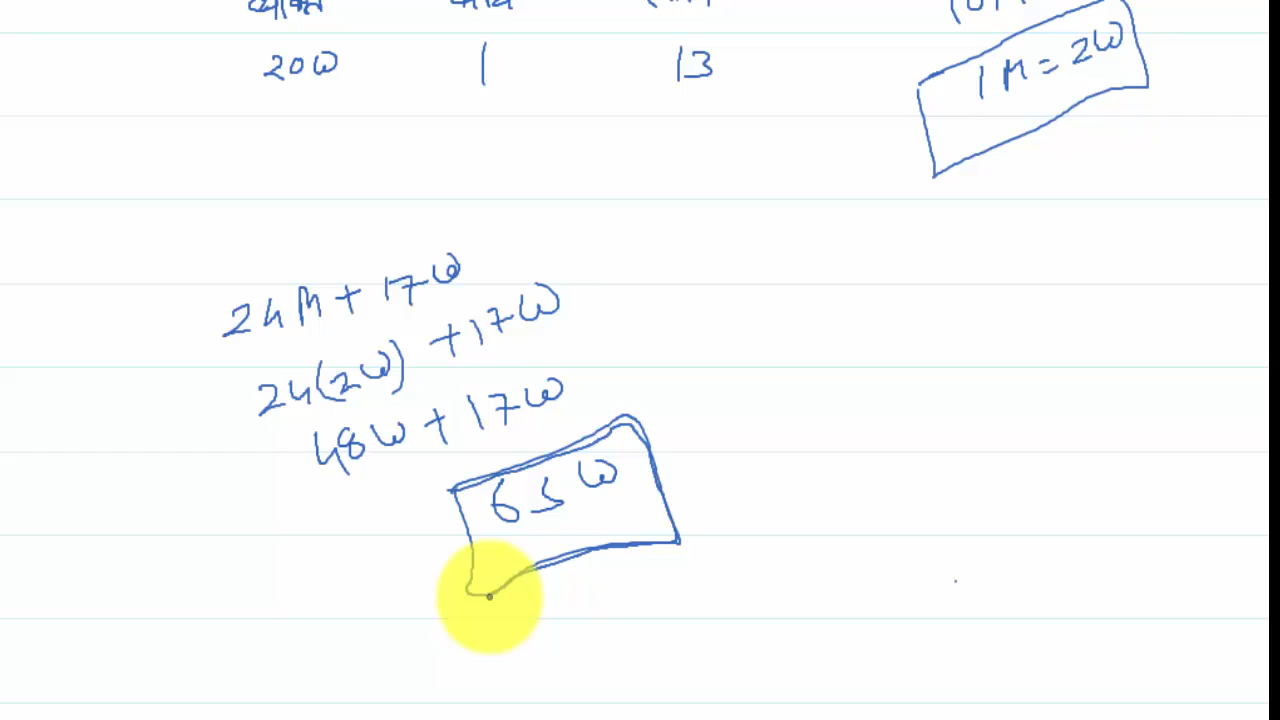 20W 1 13
1M = 2W
24M + 17W
24(2W) + 17W
48W + 17W
65W